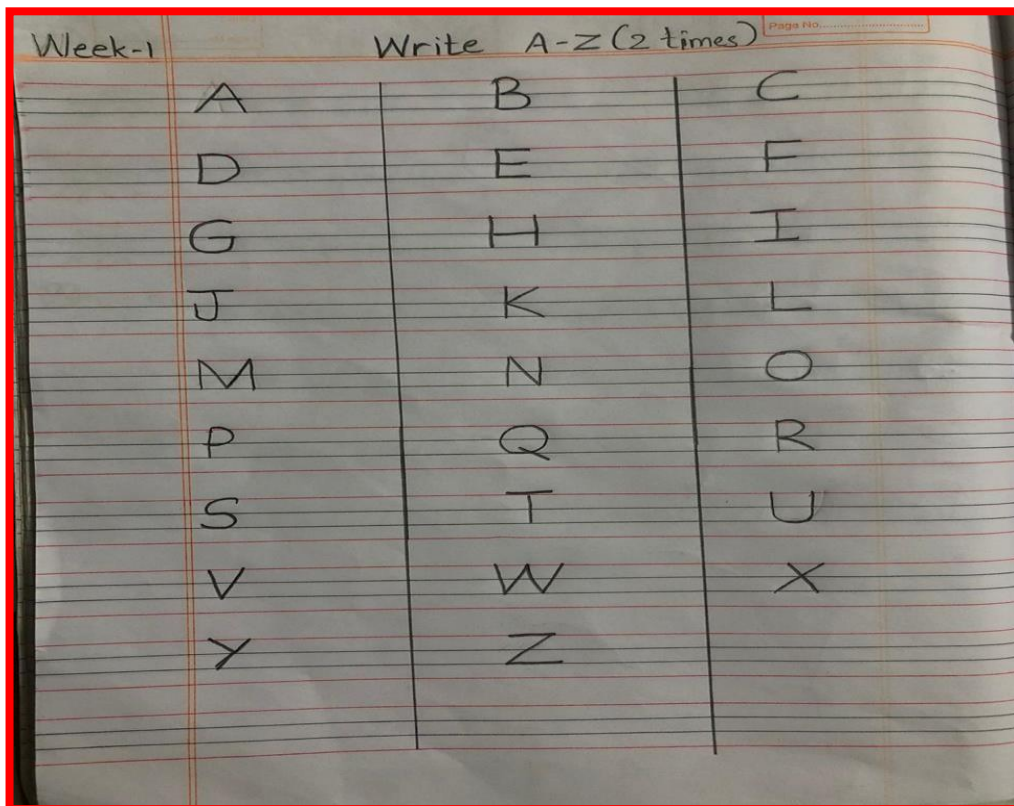 Page No.
Week-1 Write A-Z (2 times)
A B C
D E F
G H I
J K L
M N O
P Q R
S T U
V W X
Y Z